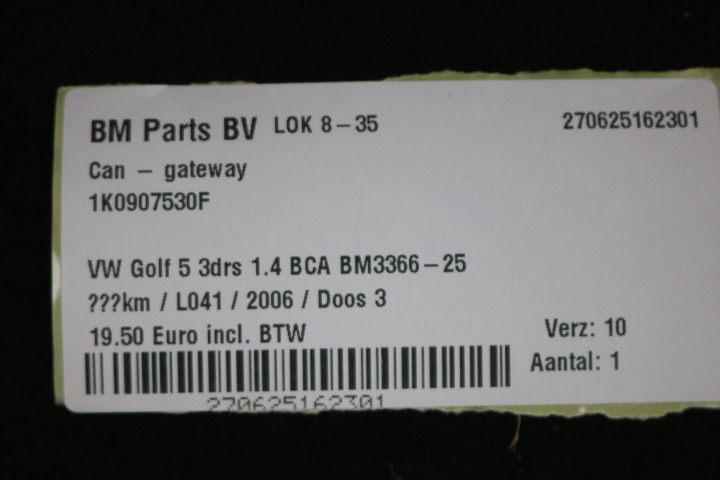 BM Parts BV LOK 8-35 270625162301
Can - gateway
1K0907530F
VW Golf 5 3drs 1.4 BCA BM3366-25
???km / L041 / 2006 / Doos 3
19.50 Euro incl. BTW Verz: 10
Aantal: 1
270625162301